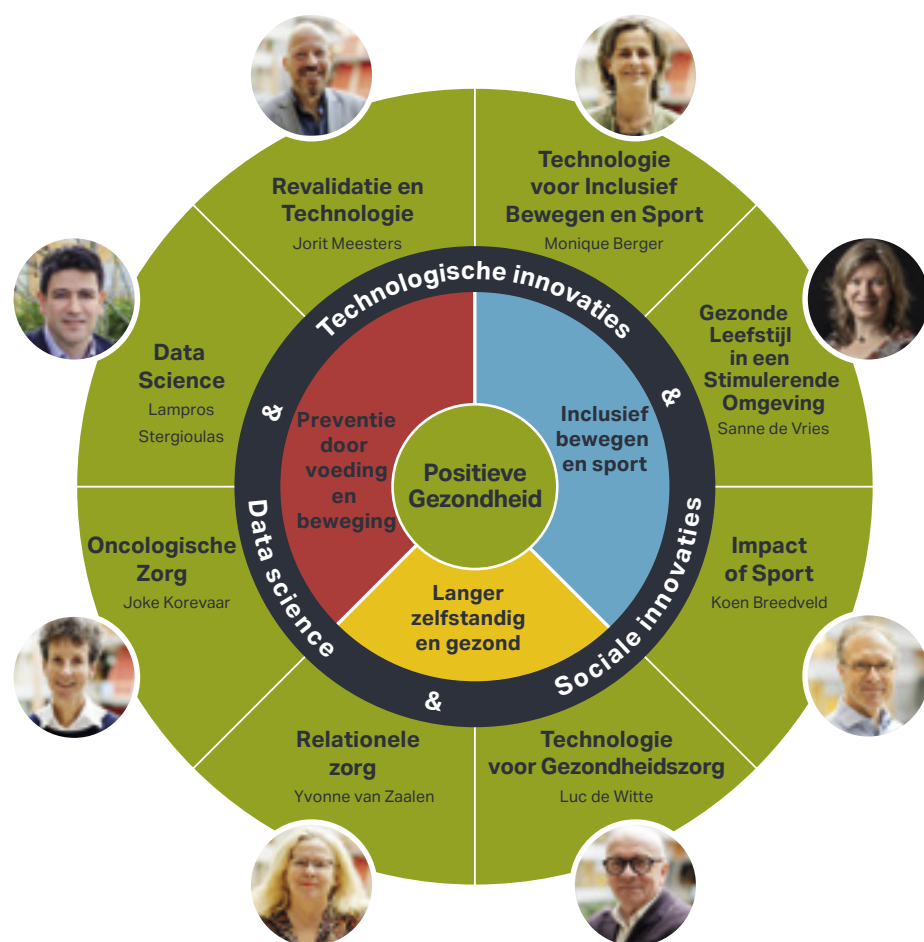 Revalidatie en
Technologie
Jorit Meesters
Technologie
voor Inclusief
Bewegen en Sport
Monique Berger
Gezonde
Leefstijl
in een
Stimulerende
Omgeving
Sanne de Vries
Impact
of Sport
Koen Breedveld
Technologie
voor Gezondheidszorg
Luc de Witte
Relationele
zorg
Yvonne van Zaalen
Oncologische
Zorg
Joke Korevaar
Data
Science
Lampros
Stergioulas
Technologische innovaties
&
Sociale innovaties
&
Data science
&
Preventie
door
voeding
en
beweging
Inclusief
bewegen
en sport
Langer
zelfstandig
en gezond
Positieve
Gezondheid